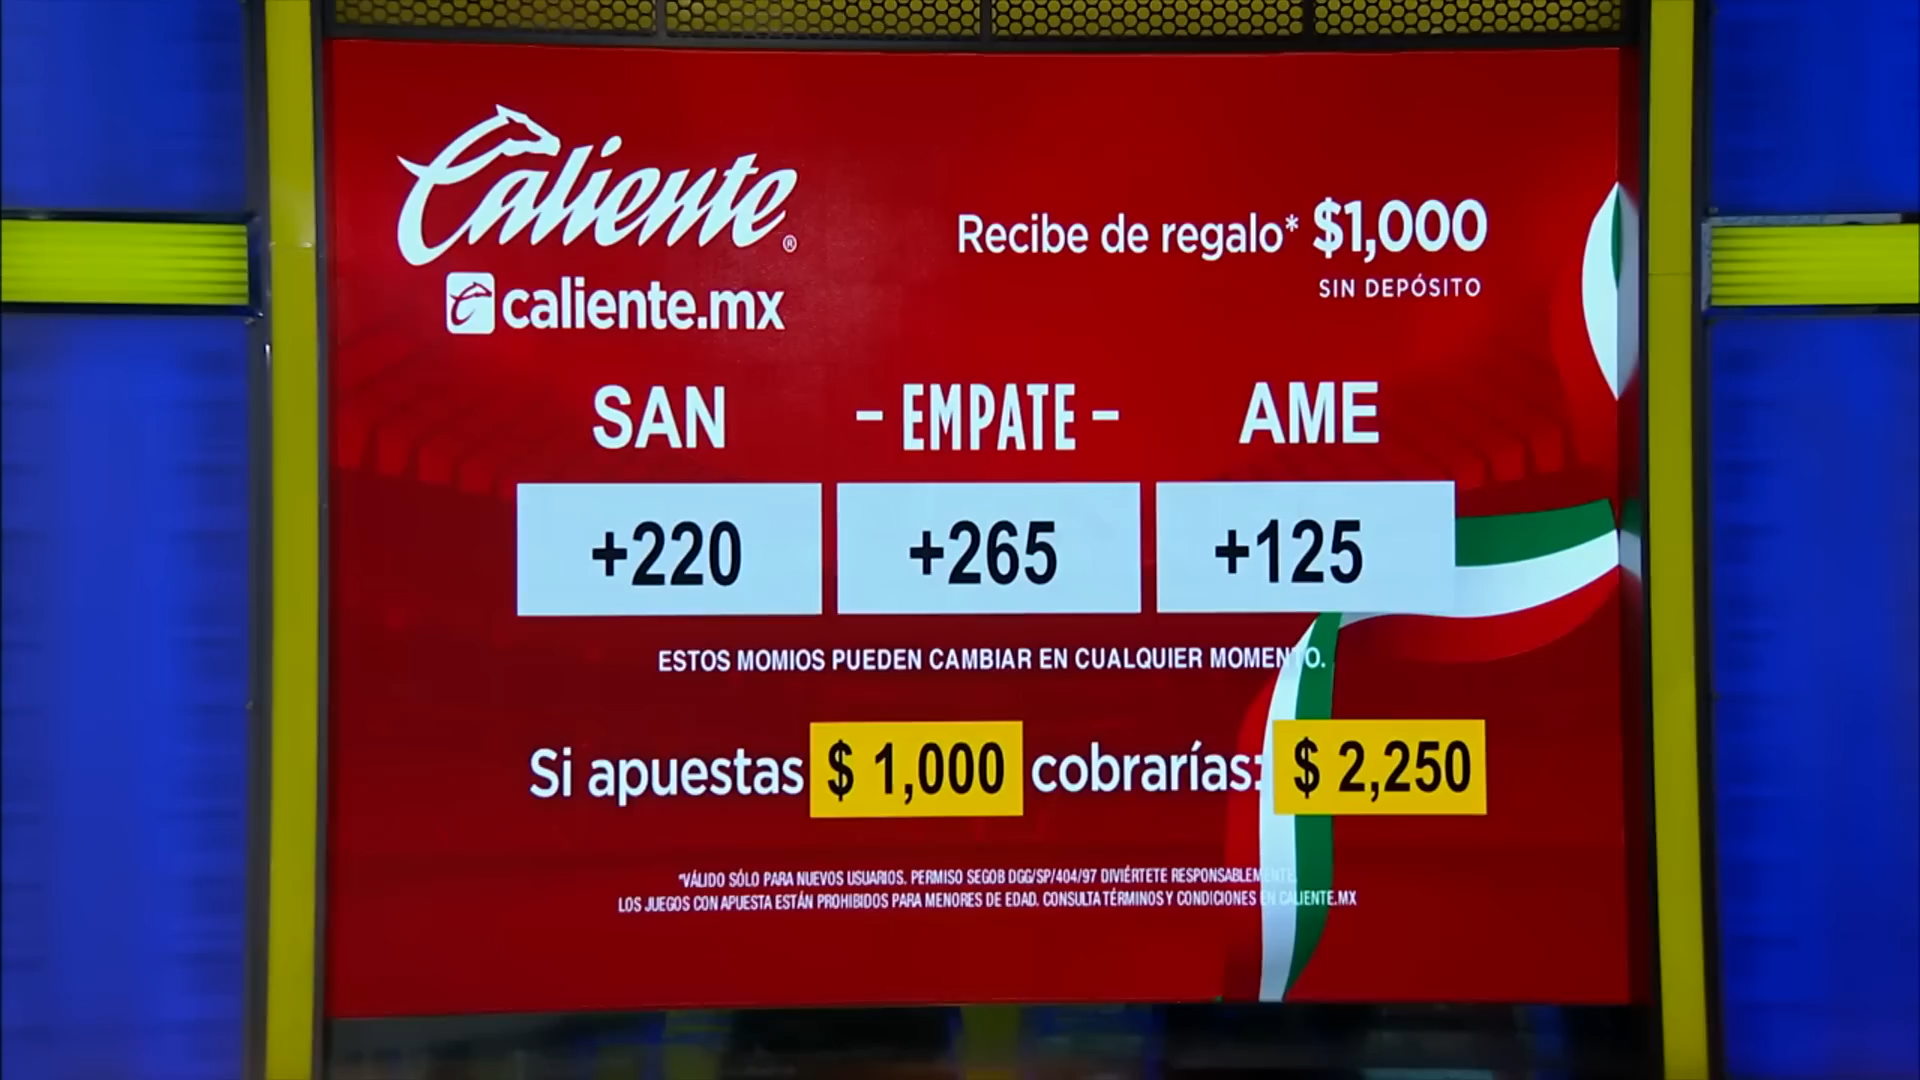 Caliente®
caliente.mx
Recibe de regalo* $1,000
SIN DEPÓSITO
SAN - EMPATE - AME
+220 +265 +125
ESTOS MOMIOS PUEDEN CAMBIAR EN CUALQUIER MOMENTO.
Si apuestas $ 1,000 cobrarías: $ 2,250
*VÁLIDO SÓLO PARA NUEVOS USUARIOS. PERMISO SEGOB DGG/SP/404/97 DIVIÉRTETE RESPONSABLEMENTE.
LOS JUEGOS CON APUESTA ESTÁN PROHIBIDOS PARA MENORES DE EDAD. CONSULTA TÉRMINOS Y CONDICIONES EN CALIENTE.MX